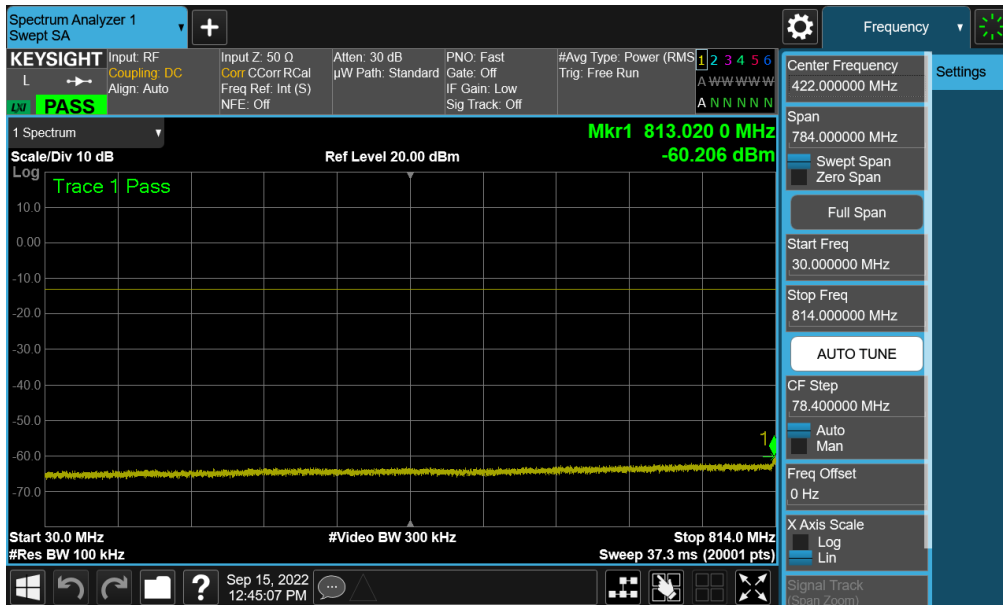 Spectrum Analyzer 1
Swept SA
Frequency
KEYSIGHT
L
LXI PASS
Input: RF
Coupling: DC
Align: Auto
Input Z: 50 Ω
Corr CCorr RCal
Freq Ref: Int (S)
NFE: Off
Atten: 30 dB
µW Path: Standard
PNO: Fast
Gate: Off
IF Gain: Low
Sig Track: Off
#Avg Type: Power (RMS
Trig: Free Run
1 2 3 4 5 6
A W W W W W
A N N N N N
1 Spectrum
Scale/Div 10 dB
Ref Level 20.00 dBm
Mkr1 813.020 0 MHz
-60.206 dBm
Log
Trace 1 Pass
10.0
0.00
-10.0
-20.0
-30.0
-40.0
-50.0
-60.0
-70.0
1
Start 30.0 MHz
#Res BW 100 kHz
#Video BW 300 kHz
Stop 814.0 MHz
Sweep 37.3 ms (20001 pts)
Center Frequency
422.000000 MHz
Span
784.000000 MHz
Swept Span
Zero Span
Full Span
Start Freq
30.000000 MHz
Stop Freq
814.000000 MHz
AUTO TUNE
CF Step
78.400000 MHz
Auto
Man
Freq Offset
0 Hz
X Axis Scale
Log
Lin
Signal Track
(Span Zoom)
Settings
?
Sep 15, 2022
12:45:07 PM